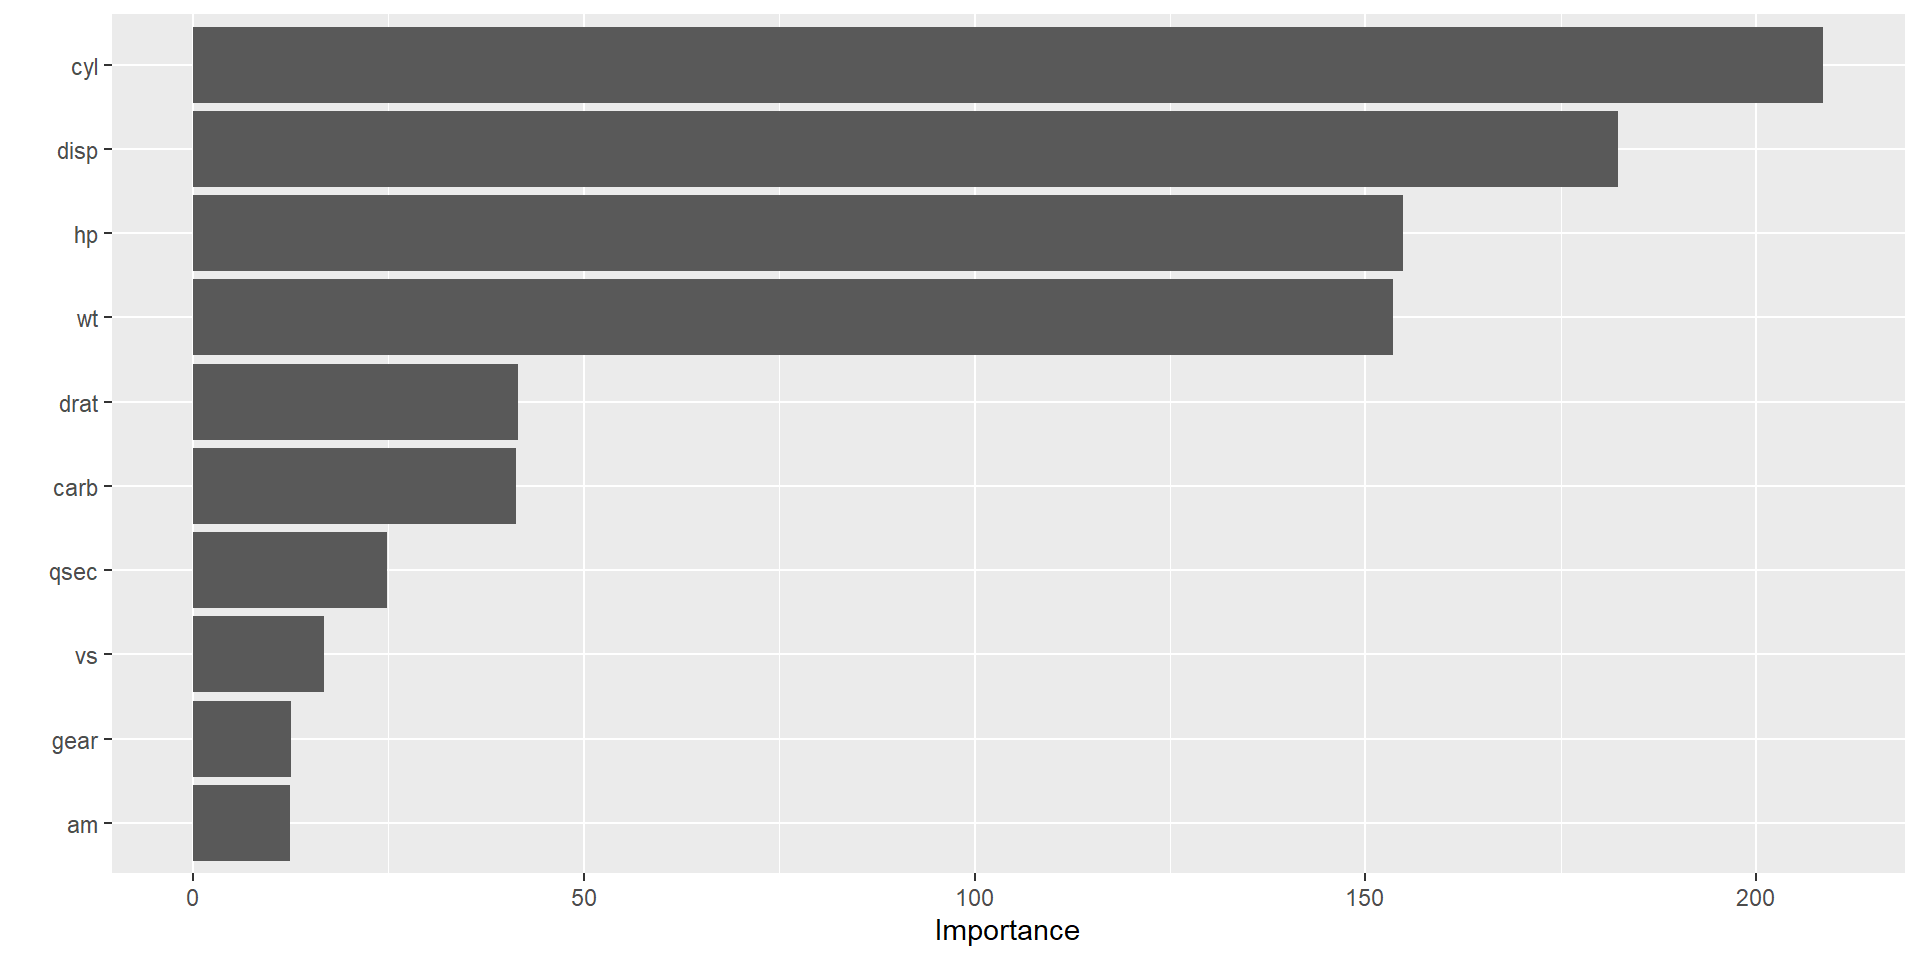 cyl
disp
hp
wt
drat
carb
qsec
vs
gear
am
0 50 100 150 200
Importance